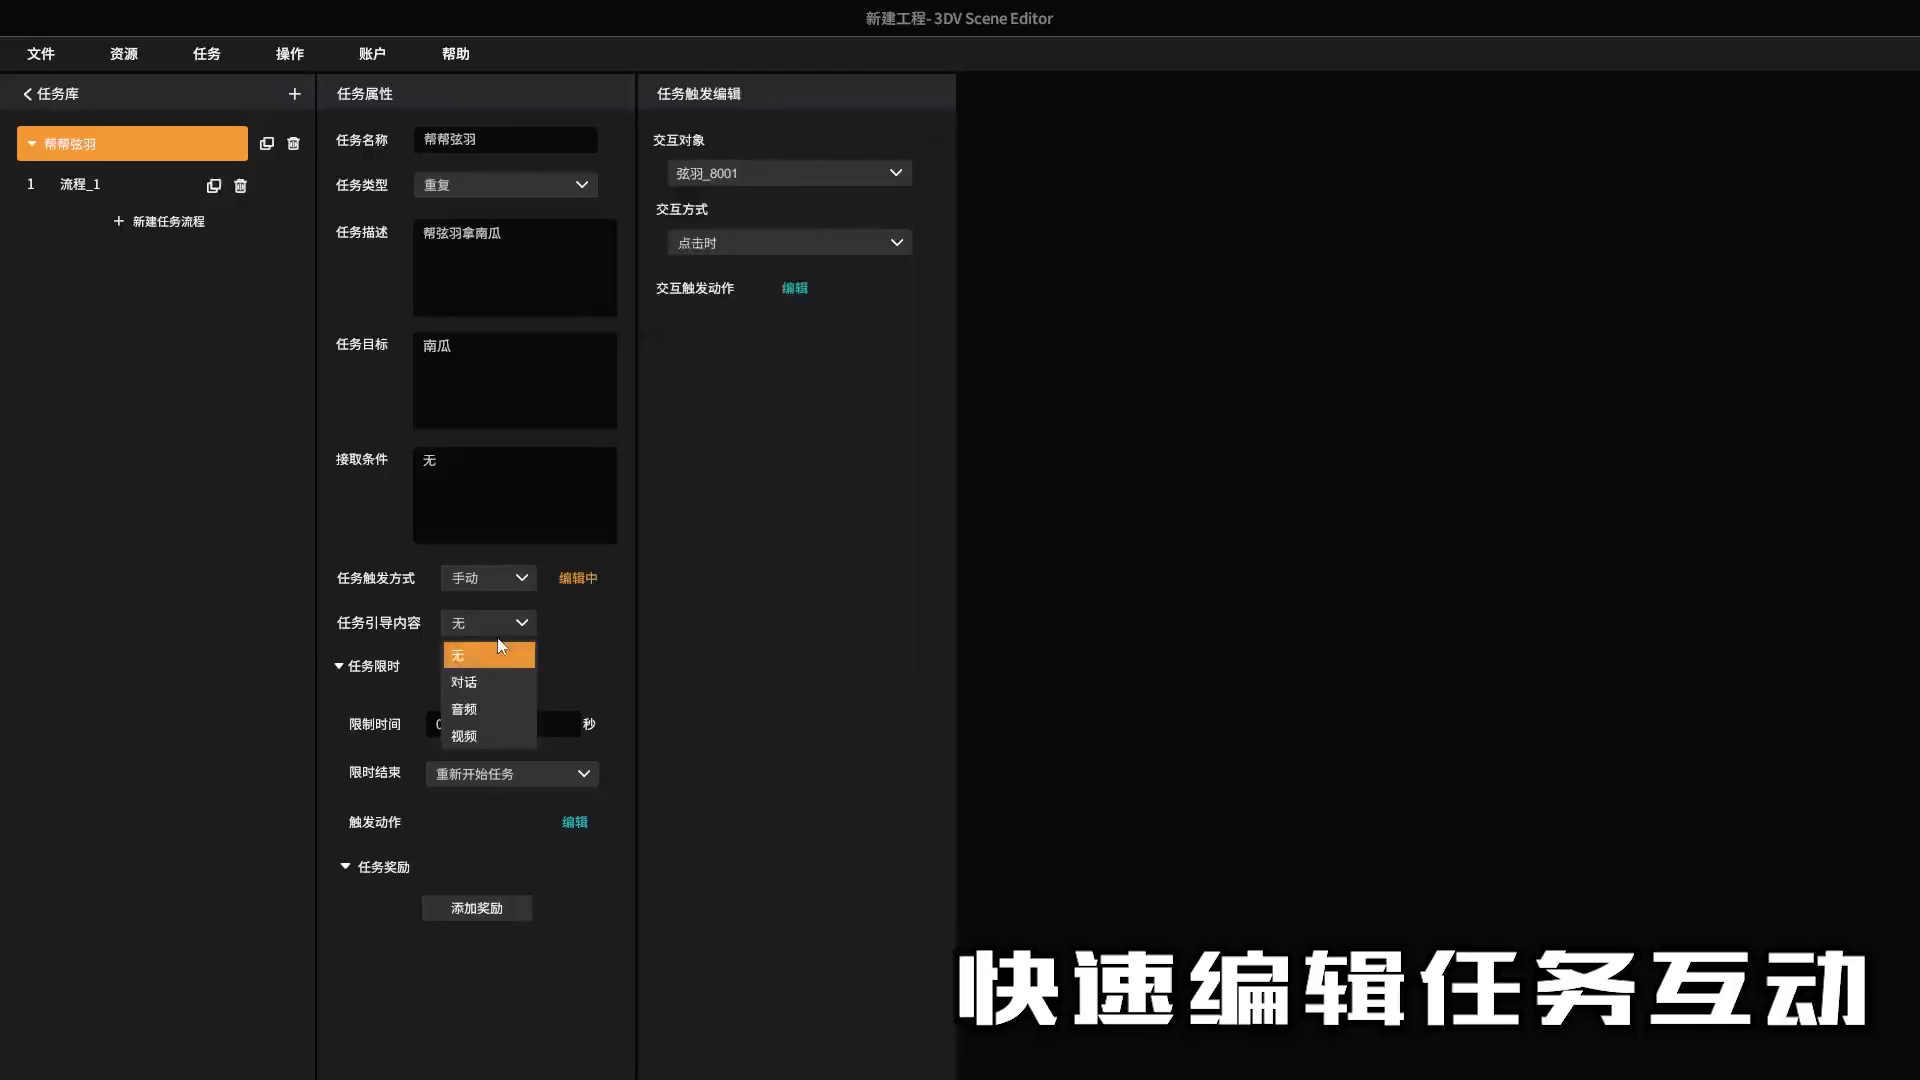 新建工程- 3DV Scene Editor
文件 资源 任务 操作 账户 帮助
任务库
帮帮弦羽
1 流程_1
新建任务流程
任务属性
任务名称 帮帮弦羽
任务类型 重复
任务描述 帮弦羽拿南瓜
任务目标 南瓜
接取条件 无
任务触发方式 手动 编辑中
任务引导内容 无
无
对话
音频
视频
任务限时
限制时间 秒
限时结束 重新开始任务
触发动作 编辑
任务奖励
添加奖励
任务触发编辑
交互对象
弦羽_8001
交互方式
点击时
交互触发动作 编辑
快速编辑任务互动